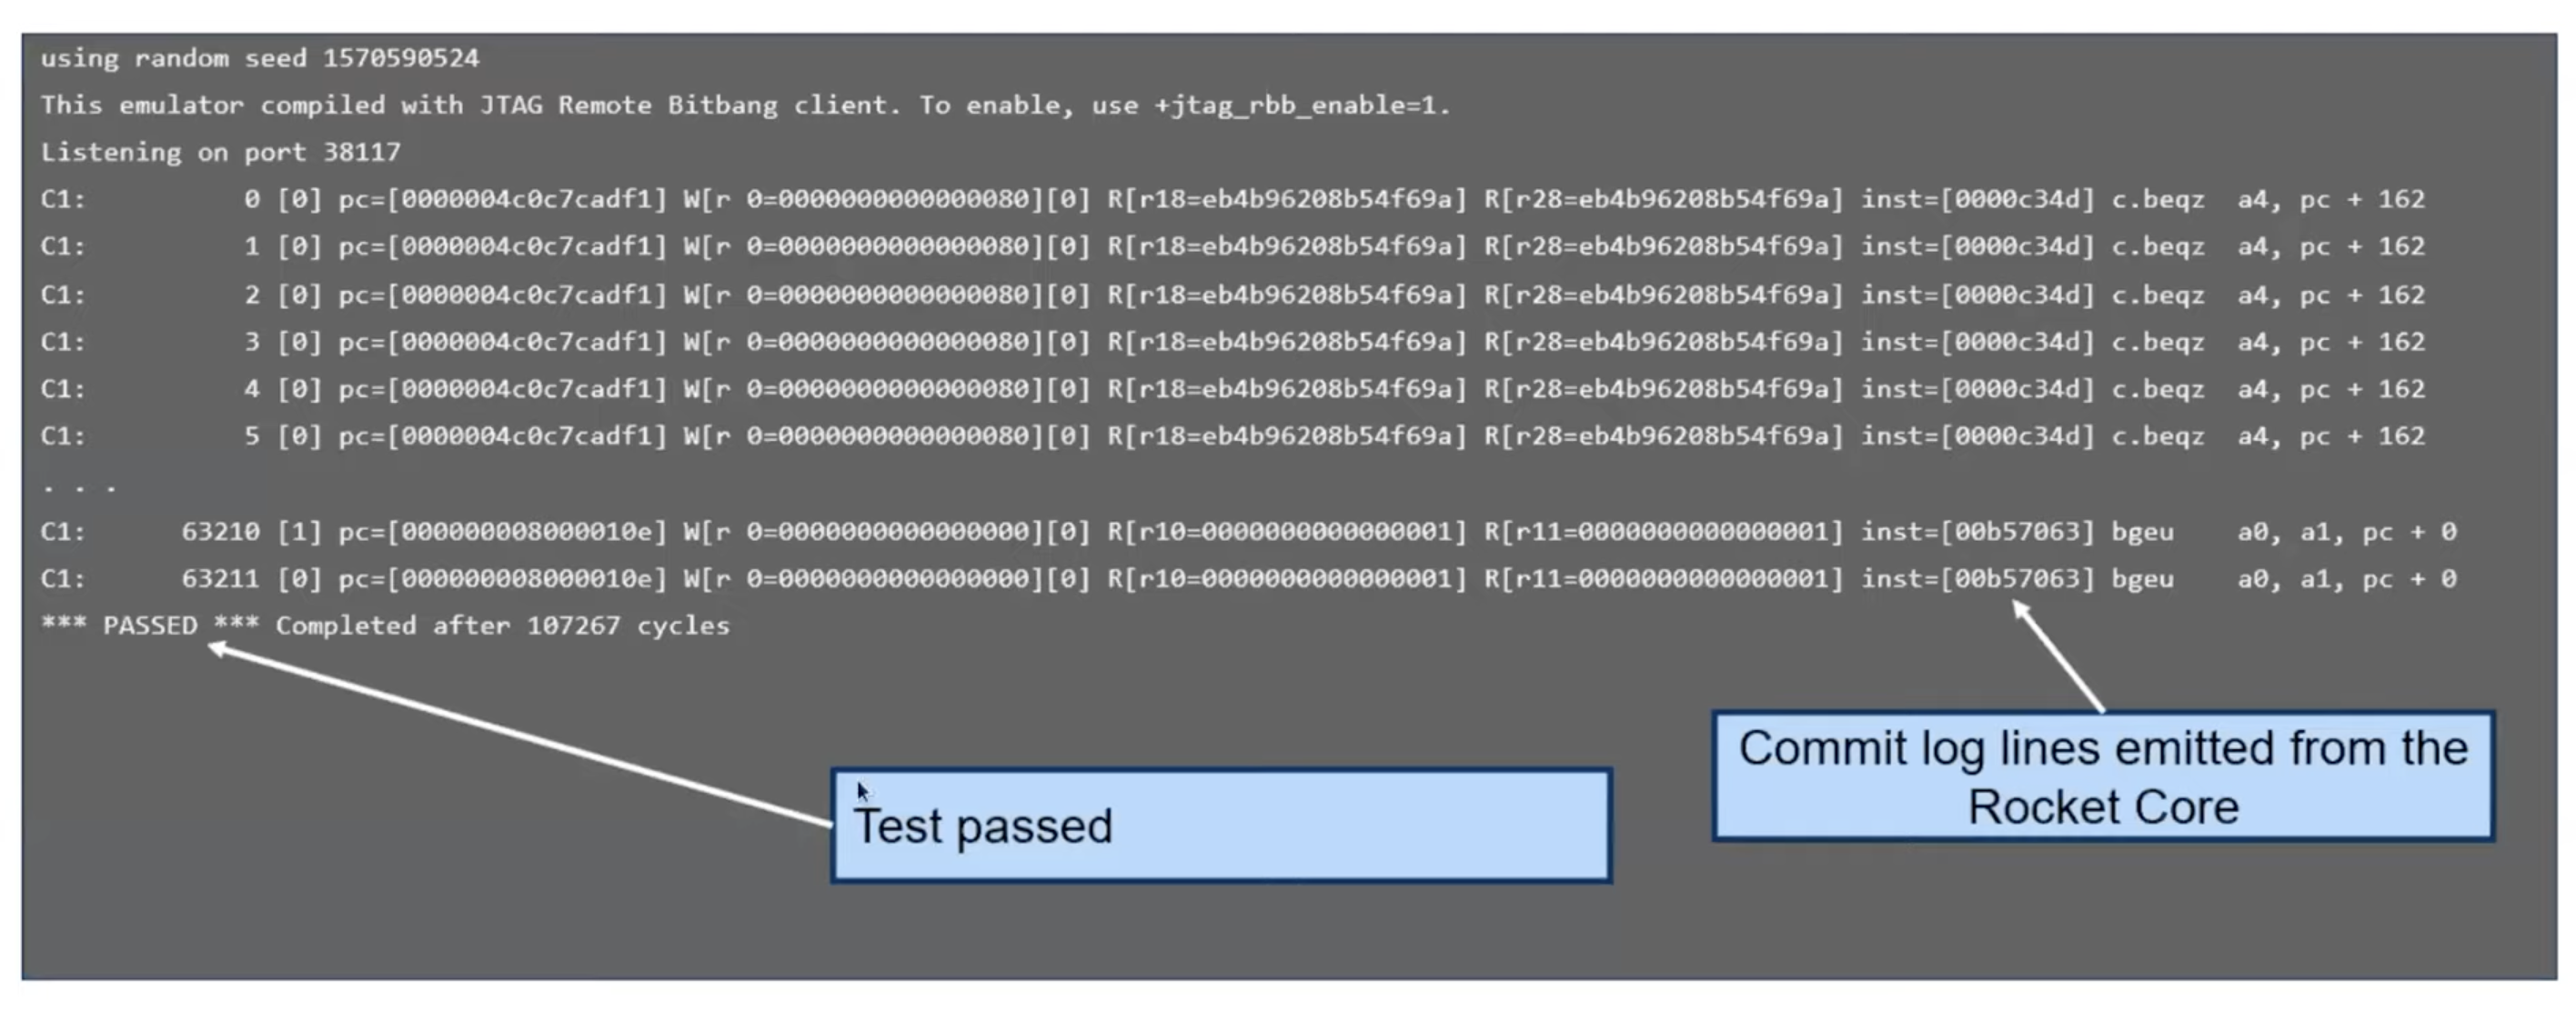 using random seed 1570590524
This emulator compiled with JTAG Remote Bitbang client. To enable, use +jtag_rbb_enable=1.
Listening on port 38117
C1:          0 [0] pc=[0000004c0c7cadf1] W[r 0=0000000000000080][0] R[r18=eb4b96208b54f69a] R[r28=eb4b96208b54f69a] inst=[0000c34d] c.beqz  a4, pc + 162
C1:          1 [0] pc=[0000004c0c7cadf1] W[r 0=0000000000000080][0] R[r18=eb4b96208b54f69a] R[r28=eb4b96208b54f69a] inst=[0000c34d] c.beqz  a4, pc + 162
C1:          2 [0] pc=[0000004c0c7cadf1] W[r 0=0000000000000080][0] R[r18=eb4b96208b54f69a] R[r28=eb4b96208b54f69a] inst=[0000c34d] c.beqz  a4, pc + 162
C1:          3 [0] pc=[0000004c0c7cadf1] W[r 0=0000000000000080][0] R[r18=eb4b96208b54f69a] R[r28=eb4b96208b54f69a] inst=[0000c34d] c.beqz  a4, pc + 162
C1:          4 [0] pc=[0000004c0c7cadf1] W[r 0=0000000000000080][0] R[r18=eb4b96208b54f69a] R[r28=eb4b96208b54f69a] inst=[0000c34d] c.beqz  a4, pc + 162
C1:          5 [0] pc=[0000004c0c7cadf1] W[r 0=0000000000000080][0] R[r18=eb4b96208b54f69a] R[r28=eb4b96208b54f69a] inst=[0000c34d] c.beqz  a4, pc + 162
. . .
C1:      63210 [1] pc=[000000008000010e] W[r 0=0000000000000000][0] R[r10=0000000000000001] R[r11=0000000000000001] inst=[00b57063] bgeu    a0, a1, pc + 0
C1:      63211 [0] pc=[000000008000010e] W[r 0=0000000000000000][0] R[r10=0000000000000001] R[r11=0000000000000001] inst=[00b57063] bgeu    a0, a1, pc + 0
*** PASSED *** Completed after 107267 cycles
Commit log lines emitted from the
Rocket Core
Test passed